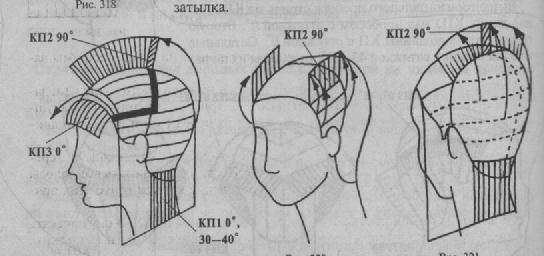 Рис. 318
затылка.
КП2 90°
КП3 0°
КП1 0°,
30—40°
КП2 90°
КП2 90°